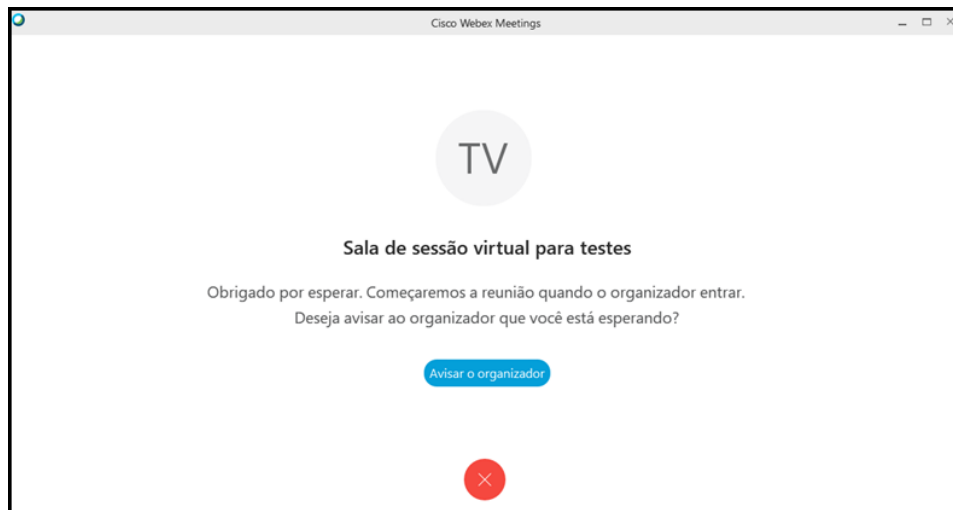 Cisco Webex Meetings
TV
Sala de sessão virtual para testes
Obrigado por esperar. Começaremos a reunião quando o organizador entrar.
Deseja avisar ao organizador que você está esperando?
Avisar o organizador